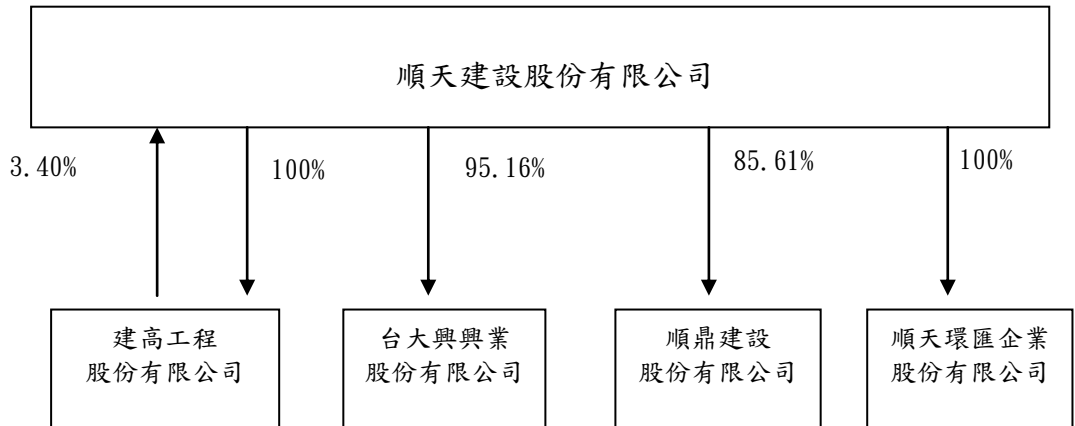 順天建設股份有限公司
3.40%
100%
95.16%
85.61%
100%
建高工程
股份有限公司
台大興興業
股份有限公司
順鼎建設
股份有限公司
順天環匯企業
股份有限公司